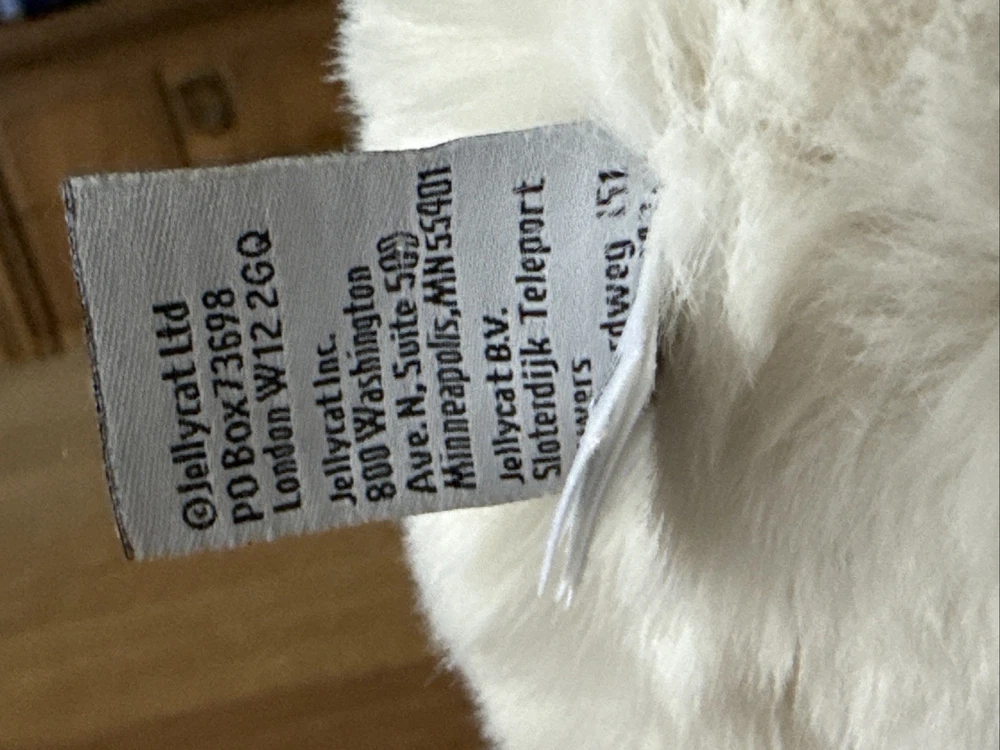 ©Jellycat Ltd
PO Box 73698
London W12 2GQ
Jellycat Inc.
800 Washington
Ave. N, Suite 500
Minneapolis, MN 55401
Jellycat B.V.
Sloterdijk Teleport
151